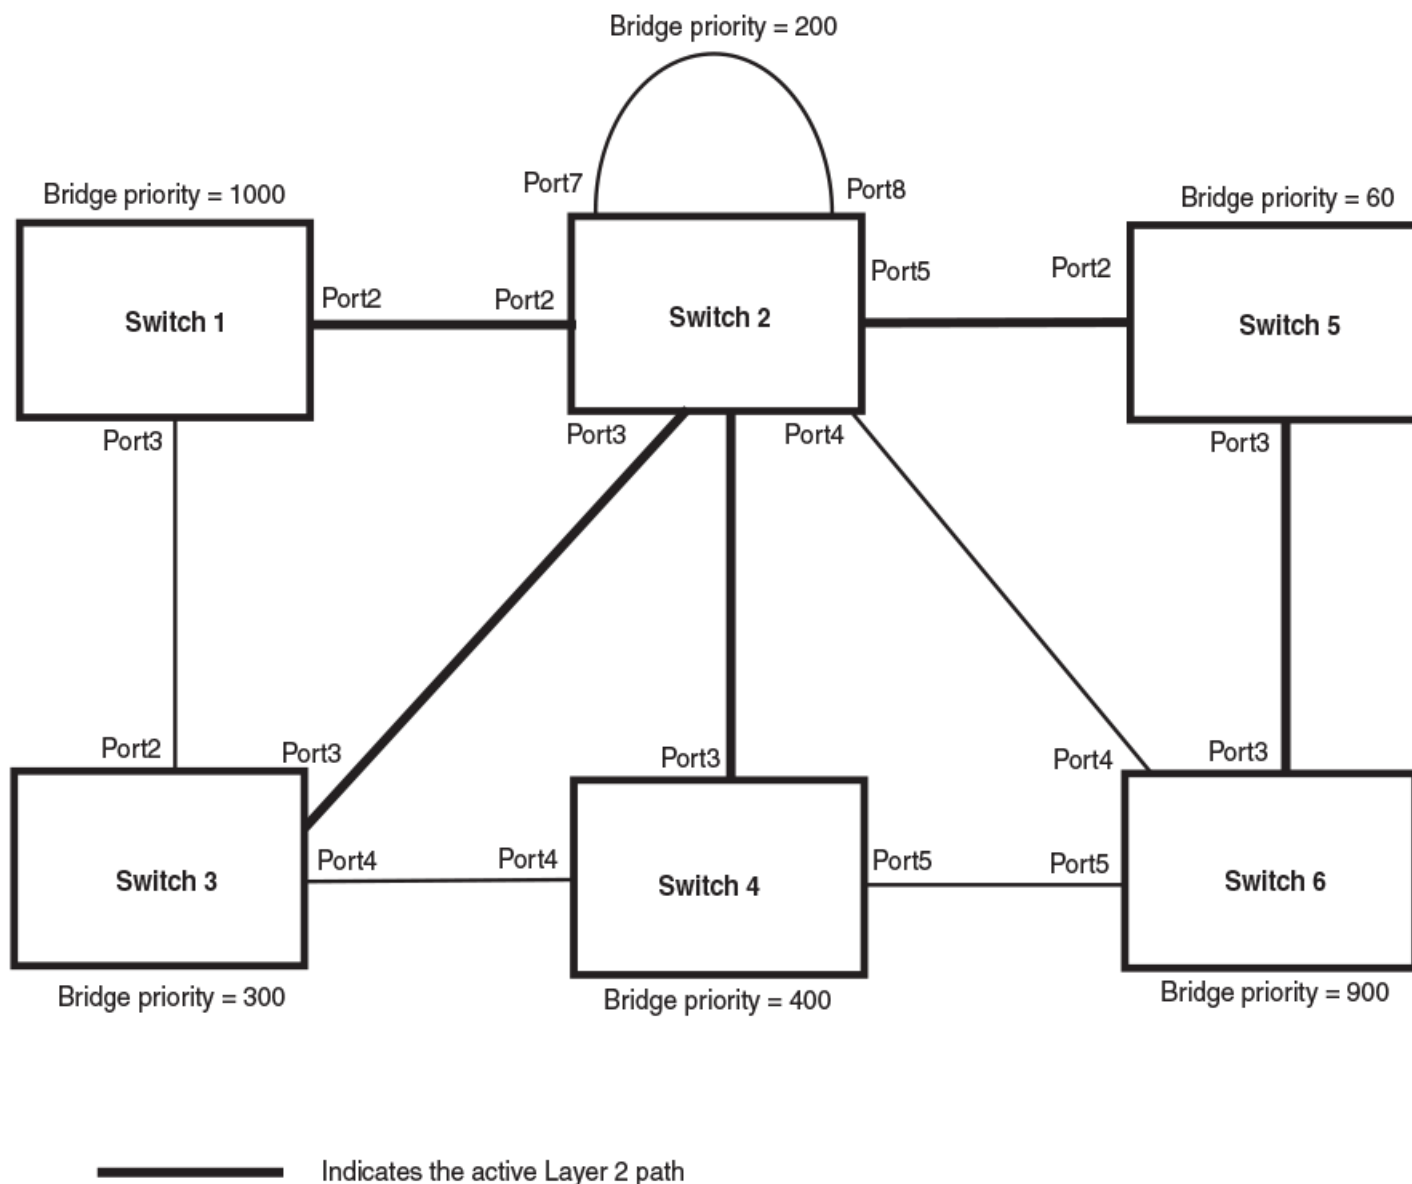 Bridge priority = 200
Port7
Port8
Bridge priority = 1000
Bridge priority = 60
Port2
Port2
Port5
Port2
Switch 1
Switch 2
Switch 5
Port3
Port3
Port4
Port3
Port2
Port3
Port3
Port4
Port3
Port4
Port4
Port5
Port5
Switch 3
Switch 4
Switch 6
Bridge priority = 300
Bridge priority = 400
Bridge priority = 900
Indicates the active Layer 2 path